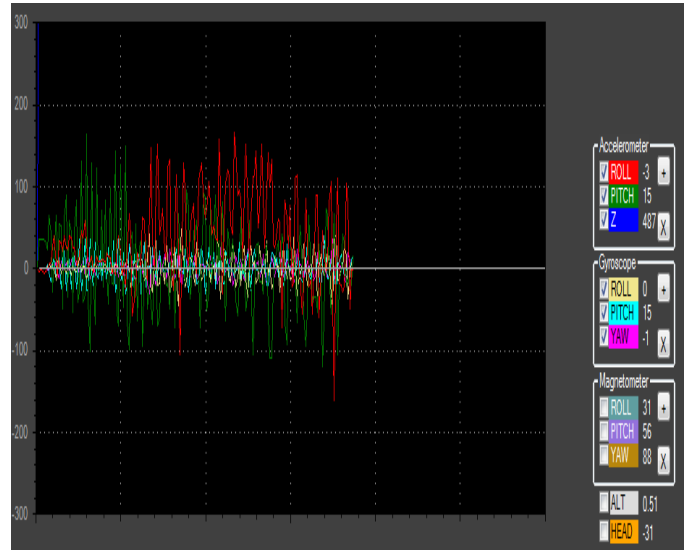 300
200
100
0
-100
-200
-300
Accelerometer
ROLL -3 +
PITCH 15
Z 487 X
Gyroscope
ROLL 0 +
PITCH 15
YAW -1 X
Magnetometer
ROLL 31 +
PITCH 56
YAW 88 X
ALT 0.51
HEAD -31